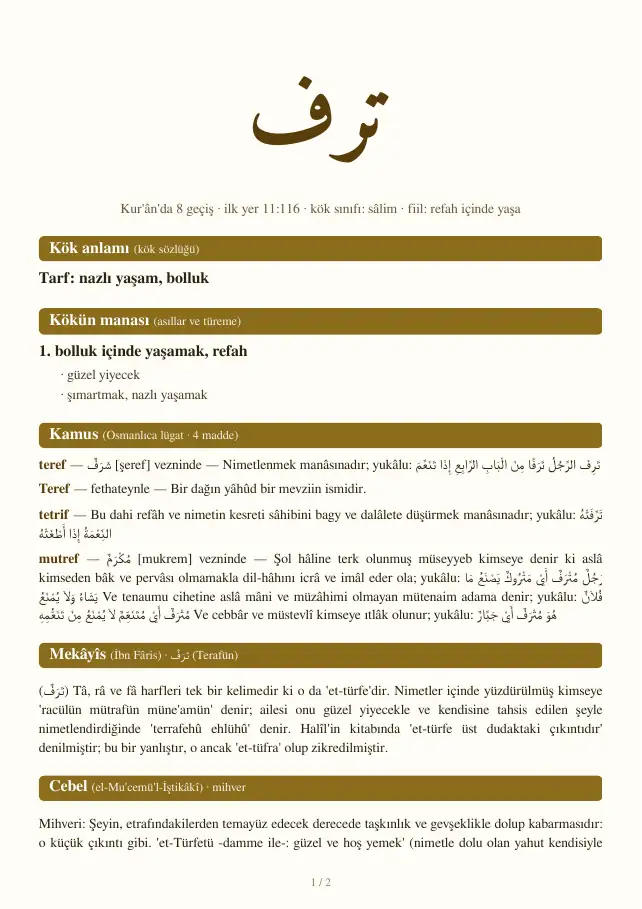 ترف
Kur'ân'da 8 geçiş · ilk yer 11:116 · kök sınıfı: sâlim · fiil: refah içinde yaşa
Kök anlamı (kök sözlüğü)
Tarf: nazlı yaşam, bolluk
Kökün manası (asıllar ve türeme)
1. bolluk içinde yaşamak, refah
· güzel yiyecek
· şımartmak, nazlı yaşamak
Kamus (Osmanlıca lügat · 4 madde)
teref — شَرَفٌ [şeref] vezninde — Nimetlenmek manâsınadır; yukâlu: تَرِف الرَّجُلُ تَرَفًا مِنَ الْبَابِ الرَّابِعِ إِذَا تَنَعَّمَ
Teref — fethateynle — Bir dağın yâhûd bir mevziin ismidir.
tetrif — Bu dahi refâh ve nimetin kesreti sâhibini bagy ve dalâlete düşürmek manâsınadır; yukâlu: تَرَّفَتْهُ
النِّعْمَةُ إِذَا أَطْغَتْهُ
mutref — مُكْرَمٌ [mukrem] vezninde — Şol hâline terk olunmuş müseyyeb kimseye denir ki aslâ
kimseden bâk ve pervâsı olmamakla dil-hâhını icrâ ve imâl eder ola; yukâlu: رَجُلٌ مُتْرَفٌ أَيْ مَتْرُوكٌ يَصْنَعُ مَا
يَشَاءُ وَلاَ يُمْنَعُ Ve tenaumu cihetine aslâ mâni ve müzâhimi olmayan mütenaim adama denir; yukâlu: فُلاَنٌ
مُتْرَفٌ أَيْ مُتَنَعِّمٌ لاَ يُمْنَعُ مِنْ تَنَعُّمِهِ Ve cebbâr ve müstevlî kimseye ıtlâk olunur; yukâlu: هُوَ مُتْرَفٌ أَيْ جَبَّارٌ
Mekâyîs (İbn Fâris) · تَرَفَ (Terafün)
(تَرَفَ) Tâ, râ ve fâ harfleri tek bir kelimedir ki o da 'et-türfe'dir. Nimetler içinde yüzdürülmüş kimseye
'racülün mütrafün müne'amün' denir; ailesi onu güzel yiyecekle ve kendisine tahsis edilen şeyle
nimetlendirdiğinde 'terrafehû ehlühû' denir. Halîl'in kitabında 'et-türfe üst dudaktaki çıkıntıdır'
denilmiştir; bu bir yanlıştır, o ancak 'et-tüfra' olup zikredilmiştir.
Cebel (el-Mu'cemü'l-İştikâkî) · mihver
Mihveri: Şeyin, etrafındakilerden temayüz edecek derecede taşkınlık ve gevşeklikle dolup kabarmasıdır:
o küçük çıkıntı gibi. 'et-Türfetü -damme ile-: güzel ve hoş yemek' (nimetle dolu olan yahut kendisiyle
1 / 2